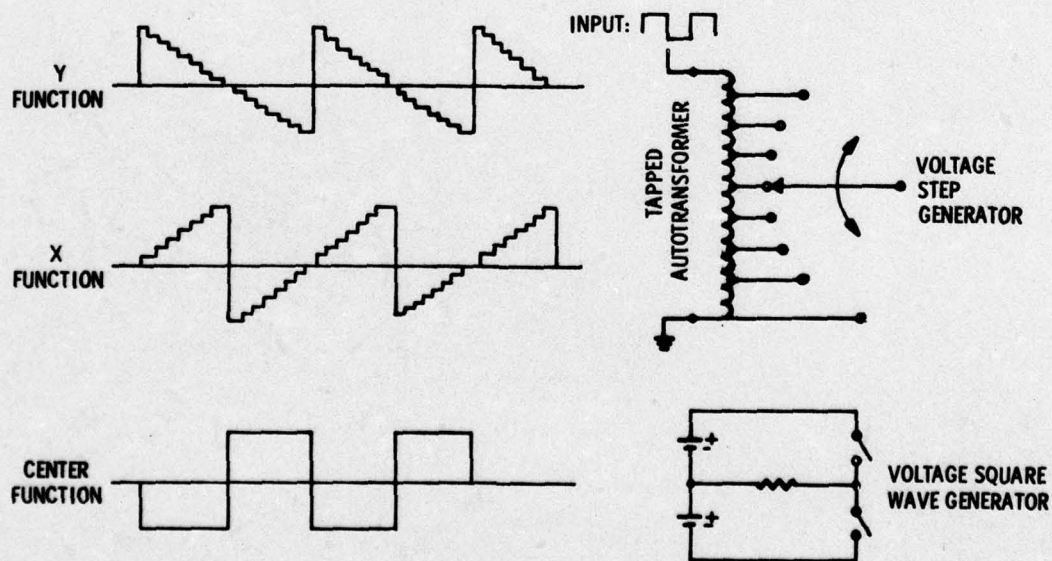 Y
FUNCTION
X
FUNCTION
CENTER
FUNCTION
INPUT:
TAPPED
AUTOTRANSFORMER
VOLTAGE
STEP
GENERATOR
+
-
+
-
VOLTAGE SQUARE
WAVE GENERATOR